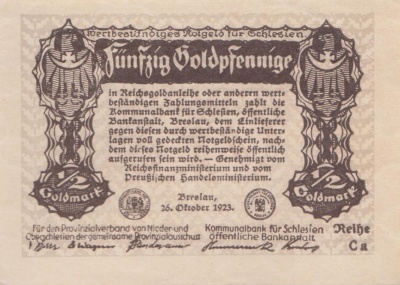 Wertbeständiges Notgeld für Schlesien.
Fünfzig Goldpfennige
in Reichsgoldanleihe oder anderen wert-
beständigen Zahlungsmitteln zahlt die
Kommunalbank für Schlesien, öffentliche
Bankanstalt, Breslau, dem Einlieferer
gegen diesen durch wertbeständige Unter-
lagen voll gedeckten Notgeldschein, nach-
dem dieses Notgeld reihenweise öffentlich
aufgerufen sein wird. — Genehmigt vom
Reichsfinanzministerium und vom
Preußischen Handelsministerium.
1/2
Goldmark
1/2
Goldmark
Breslau,
26. Oktober 1923.
Für den Provinzialverband von Nieder- und
Oberschlesien der gemeinsame Provinzialausschuß
Kommunalbank für Schlesien
öffentliche Bankanstalt
Reihe
Ca